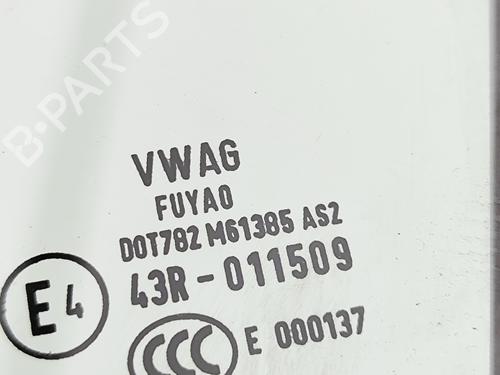 B-PARTS
VWAG
FUYAO
DOT782 M61385 AS2
E4 43R-011509
CCC E 000137